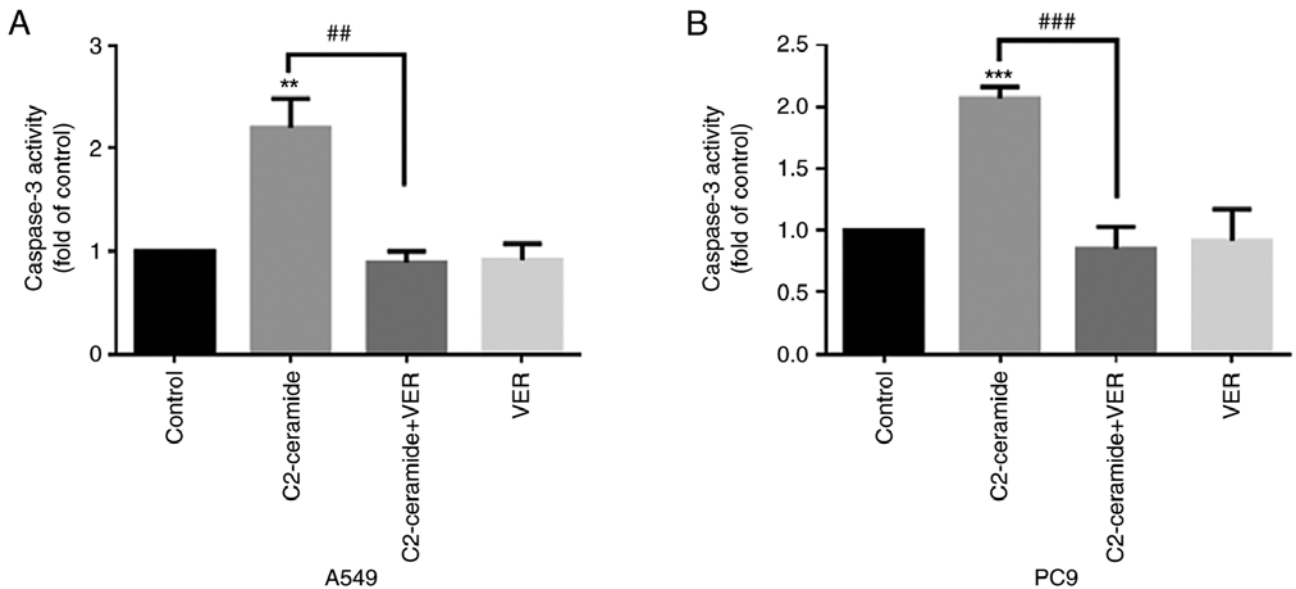 A
Caspase-3 activity
(fold of control)
3
2
1
0
##
**
Control
C2-ceramide
C2-ceramide+VER
VER
A549
B
Caspase-3 activity
(fold of control)
2.5
2.0
1.5
1.0
0.5
0.0
###
***
Control
C2-ceramide
C2-ceramide+VER
VER
PC9